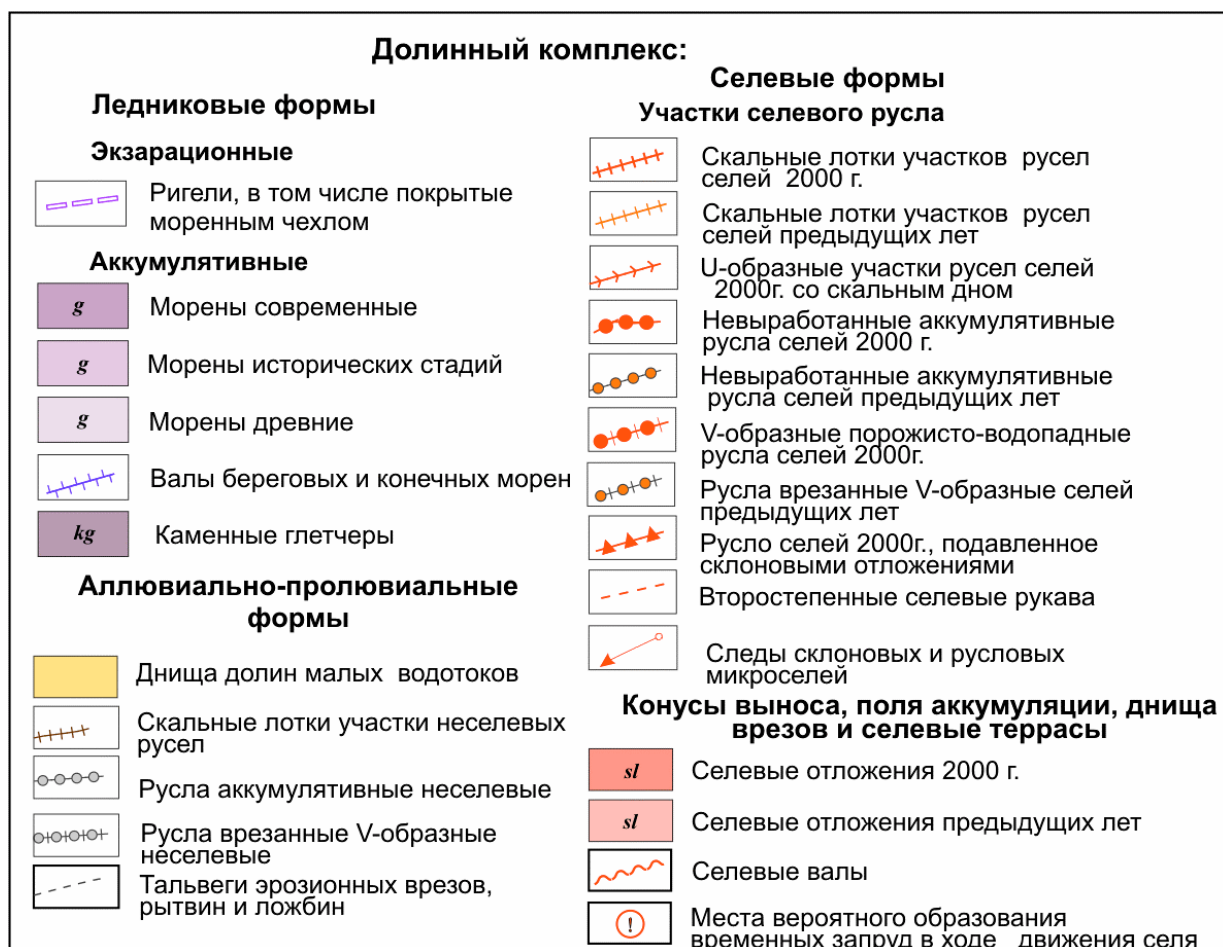 Долинный комплекс:
Ледниковые формы
Экзарационные
Ригели, в том числе покрытые
моренным чехлом
Аккумулятивные
g
Морены современные
g
Морены исторических стадий
g
Морены древние
Валы береговых и конечных морен
kg
Каменные глетчеры
Аллювиально-пролювиальные
формы
Днища долин малых водотоков
Скальные лотки участки неселевых
русел
Русла аккумулятивные неселевые
Русла врезанные V-образные
неселевые
Тальвеги эрозионных врезов,
рытвин и ложбин
Селевые формы
Участки селевого русла
Скальные лотки участков русел
селей 2000 г.
Скальные лотки участков русел
селей предыдущих лет
U-образные участки русел селей
2000г. со скальным дном
Невыработанные аккумулятивные
русла селей 2000 г.
Невыработанные аккумулятивные
русла селей предыдущих лет
V-образные порожисто-водопадные
русла селей 2000г.
Русла врезанные V-образные селей
предыдущих лет
Русло селей 2000г., подавленное
склоновыми отложениями
Второстепенные селевые рукава
Следы склоновых и русловых
микроселей
Конусы выноса, поля аккумуляции, днища
врезов и селевые террасы
sl
Селевые отложения 2000 г.
sl
Селевые отложения предыдущих лет
Селевые валы
!
Места вероятного образования
временных запруд в ходе движения селя